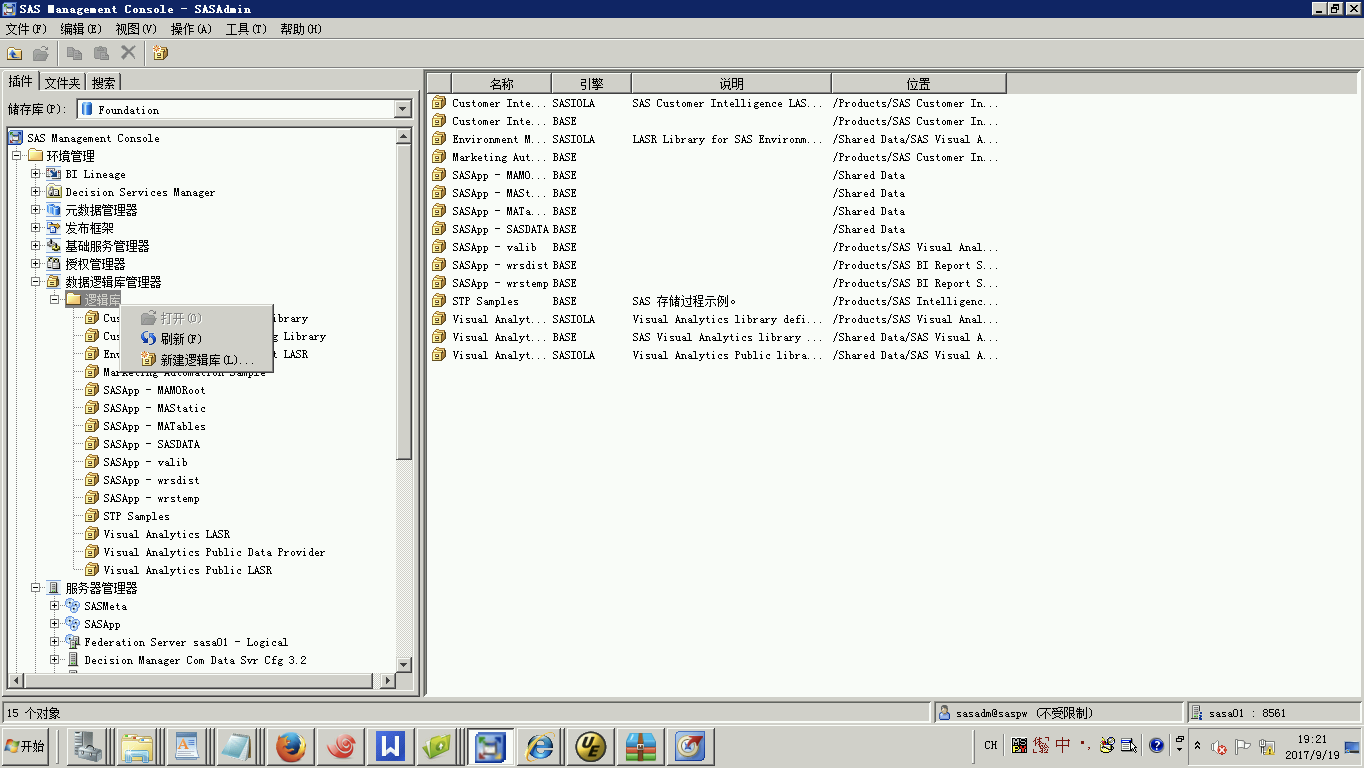 SAS Management Console - SASAdmin
文件(F) 编辑(E) 视图(V) 操作(A) 工具(T) 帮助(H)
插件 文件夹 搜索
储存库(P): Foundation
SAS Management Console
环境管理
BI Lineage
Decision Services Manager
元数据管理器
发布框架
基础服务管理器
授权管理器
数据逻辑库管理器
逻辑库
打开(O)
刷新(F)
新建逻辑库(L)...
Cus
ibrary
Cus
g Library
Env
t LASR
Marketing Automation Sample
SASApp - MAMORoot
SASApp - MAStatic
SASApp - MATables
SASApp - SASDATA
SASApp - valib
SASApp - wrsdist
SASApp - wrstemp
STP Samples
Visual Analytics LASR
Visual Analytics Public Data Provider
Visual Analytics Public LASR
服务器管理器
SASMeta
SASApp
Federation Server sasa01 - Logical
Decision Manager Com Data Svr Cfg 3.2
名称 引擎 说明 位置
Customer Inte... SASIOLA SAS Customer Intelligence LAS... /Products/SAS Customer In...
Customer Inte... BASE /Products/SAS Customer In...
Environment M... SASIOLA LASR Library for SAS Environm... /Shared Data/SAS Visual A...
Marketing Aut... BASE /Products/SAS Customer In...
SASApp - MAMO... BASE /Shared Data
SASApp - MASt... BASE /Shared Data
SASApp - MATa... BASE /Shared Data
SASApp - SASDATA BASE /Shared Data
SASApp - valib BASE /Products/SAS Visual Anal...
SASApp - wrsdist BASE /Products/SAS BI Report S...
SASApp - wrstemp BASE /Products/SAS BI Report S...
STP Samples BASE SAS 存储过程示例。 /Products/SAS Intelligenc...
Visual Analyt... SASIOLA Visual Analytics library defi... /Products/SAS Visual Anal...
Visual Analyt... BASE SAS Visual Analytics library ... /Shared Data/SAS Visual A...
Visual Analyt... SASIOLA Visual Analytics Public libra... /Shared Data/SAS Visual A...
15 个对象 sasadm@saspw (不受限制) sasa01 : 8561
开始 CH 中 19:21
2017/9/19